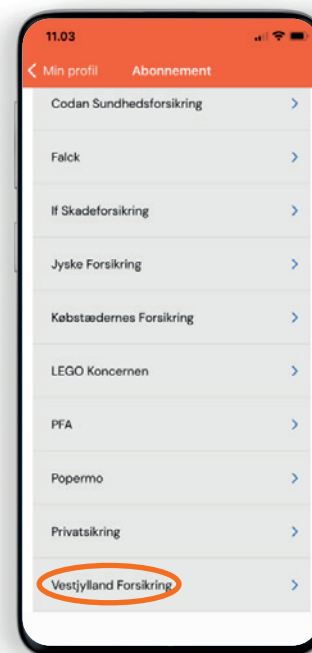 11.03
Min profil Abonnement
Codan Sundhedsforsikring
Falck
If Skadeforsikring
Jyske Forsikring
Købstædernes Forsikring
LEGO Koncernen
PFA
Popermo
Privatsikring
Vestjylland Forsikring